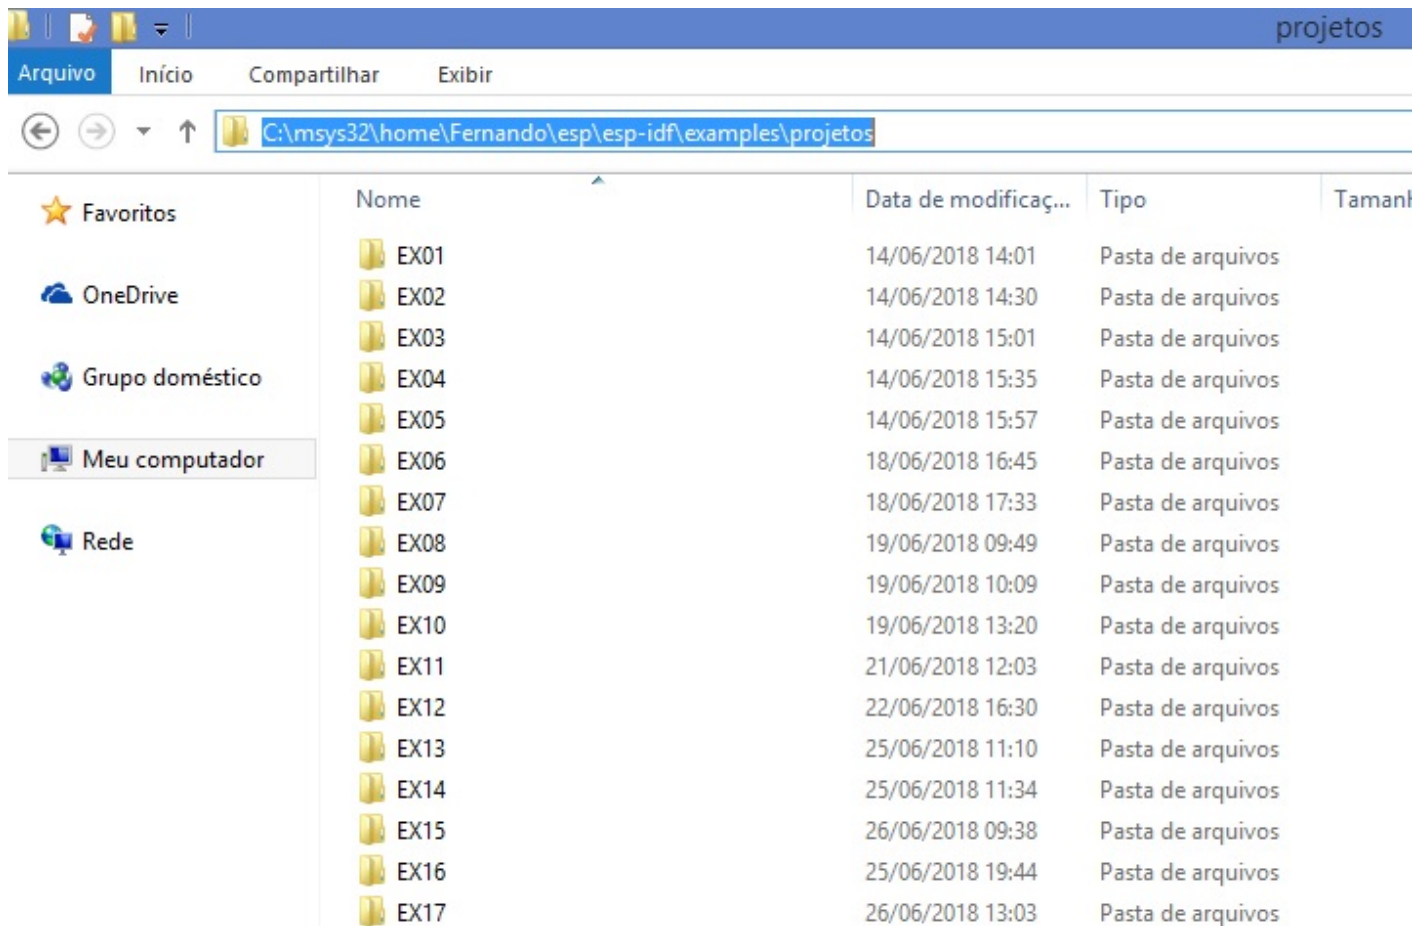 projetos
Arquivo Início Compartilhar Exibir
C:\msys32\home\Fernando\esp\esp-idf\examples\projetos
Nome Data de modificaç... Tipo Tamanh
Favoritos
OneDrive
Grupo doméstico
Meu computador
Rede
EX01 14/06/2018 14:01 Pasta de arquivos
EX02 14/06/2018 14:30 Pasta de arquivos
EX03 14/06/2018 15:01 Pasta de arquivos
EX04 14/06/2018 15:35 Pasta de arquivos
EX05 14/06/2018 15:57 Pasta de arquivos
EX06 18/06/2018 16:45 Pasta de arquivos
EX07 18/06/2018 17:33 Pasta de arquivos
EX08 19/06/2018 09:49 Pasta de arquivos
EX09 19/06/2018 10:09 Pasta de arquivos
EX10 19/06/2018 13:20 Pasta de arquivos
EX11 21/06/2018 12:03 Pasta de arquivos
EX12 22/06/2018 16:30 Pasta de arquivos
EX13 25/06/2018 11:10 Pasta de arquivos
EX14 25/06/2018 11:34 Pasta de arquivos
EX15 26/06/2018 09:38 Pasta de arquivos
EX16 25/06/2018 19:44 Pasta de arquivos
EX17 26/06/2018 13:03 Pasta de arquivos